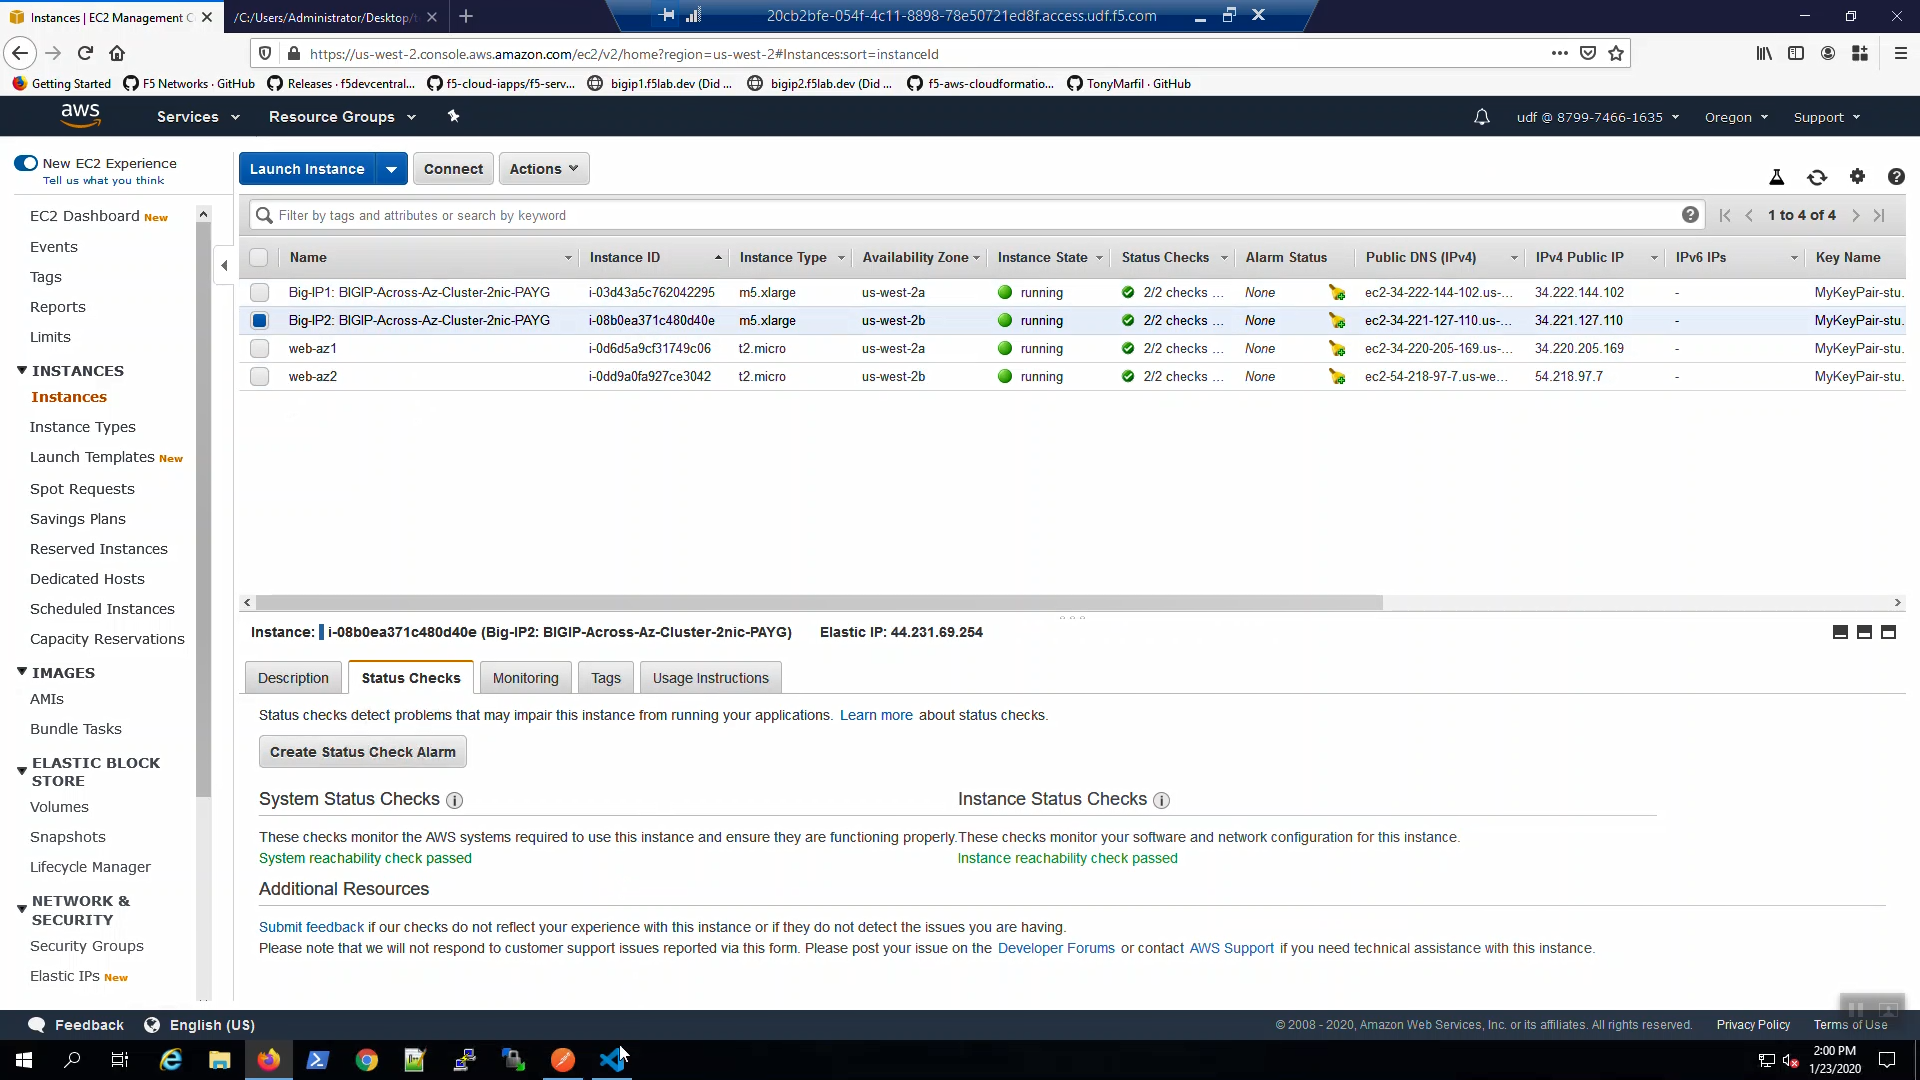 Instances | EC2 Management C
/C:/Users/Administrator/Desktop/t
20cb2bfe-054f-4c11-8898-78e50721ed8f.access.udf.f5.com
https://us-west-2.console.aws.amazon.com/ec2/v2/home?region=us-west-2#Instances:sort=instanceId
Getting Started
F5 Networks · GitHub
Releases · f5devcentral...
f5-cloud-iapps/f5-serv...
bigip1.f5lab.dev (Did ...
bigip2.f5lab.dev (Did ...
f5-aws-cloudformatio...
TonyMarfil · GitHub
aws
Services
Resource Groups
udf @ 8799-7466-1635
Oregon
Support
New EC2 Experience
Tell us what you think
EC2 Dashboard New
Events
Tags
Reports
Limits
INSTANCES
Instances
Instance Types
Launch Templates New
Spot Requests
Savings Plans
Reserved Instances
Dedicated Hosts
Scheduled Instances
Capacity Reservations
IMAGES
AMIs
Bundle Tasks
ELASTIC BLOCK
STORE
Volumes
Snapshots
Lifecycle Manager
NETWORK &
SECURITY
Security Groups
Elastic IPs New
Launch Instance
Connect
Actions
Filter by tags and attributes or search by keyword
1 to 4 of 4
Name Instance ID Instance Type Availability Zone Instance State Status Checks Alarm Status Public DNS (IPv4) IPv4 Public IP IPv6 IPs Key Name
Big-IP1: BIGIP-Across-Az-Cluster-2nic-PAYG i-03d43a5c762042295 m5.xlarge us-west-2a running 2/2 checks ... None ec2-34-222-144-102.us-... 34.222.144.102 - MyKeyPair-stu.
Big-IP2: BIGIP-Across-Az-Cluster-2nic-PAYG i-08b0ea371c480d40e m5.xlarge us-west-2b running 2/2 checks ... None ec2-34-221-127-110.us-... 34.221.127.110 - MyKeyPair-stu.
web-az1 i-0d6d5a9cf31749c06 t2.micro us-west-2a running 2/2 checks ... None ec2-34-220-205-169.us-... 34.220.205.169 - MyKeyPair-stu.
web-az2 i-0dd9a0fa927ce3042 t2.micro us-west-2b running 2/2 checks ... None ec2-54-218-97-7.us-we... 54.218.97.7 - MyKeyPair-stu.
Instance: i-08b0ea371c480d40e (Big-IP2: BIGIP-Across-Az-Cluster-2nic-PAYG) Elastic IP: 44.231.69.254
Description
Status Checks
Monitoring
Tags
Usage Instructions
Status checks detect problems that may impair this instance from running your applications. Learn more about status checks.
Create Status Check Alarm
System Status Checks
These checks monitor the AWS systems required to use this instance and ensure they are functioning properly.
System reachability check passed
Instance Status Checks
These checks monitor your software and network configuration for this instance.
Instance reachability check passed
Additional Resources
Submit feedback if our checks do not reflect your experience with this instance or if they do not detect the issues you are having.
Please note that we will not respond to customer support issues reported via this form. Please post your issue on the Developer Forums or contact AWS Support if you need technical assistance with this instance.
Feedback
English (US)
© 2008 - 2020, Amazon Web Services, Inc. or its affiliates. All rights reserved.
Privacy Policy
Terms of Use
2:00 PM
1/23/2020